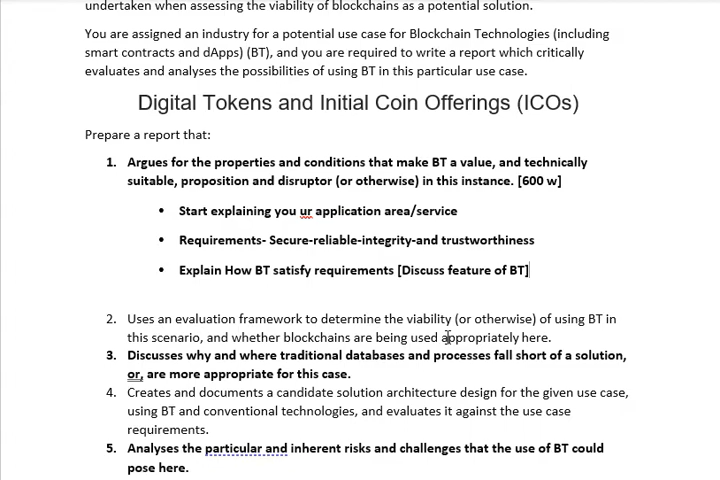 undertaken when assessing the viability of blockchains as a potential solution.
You are assigned an industry for a potential use case for Blockchain Technologies (including
smart contracts and dApps) (BT), and you are required to write a report which critically
evaluates and analyses the possibilities of using BT in this particular use case.
Digital Tokens and Initial Coin Offerings (ICOs)
Prepare a report that:
1. Argues for the properties and conditions that make BT a value, and technically
suitable, proposition and disruptor (or otherwise) in this instance. [600 w]
• Start explaining you ur application area/service
• Requirements- Secure-reliable-integrity-and trustworthiness
• Explain How BT satisfy requirements [Discuss feature of BT]
2. Uses an evaluation framework to determine the viability (or otherwise) of using BT in
this scenario, and whether blockchains are being used appropriately here.
3. Discusses why and where traditional databases and processes fall short of a solution,
or, are more appropriate for this case.
4. Creates and documents a candidate solution architecture design for the given use case,
using BT and conventional technologies, and evaluates it against the use case
requirements.
5. Analyses the particular and inherent risks and challenges that the use of BT could
pose here.